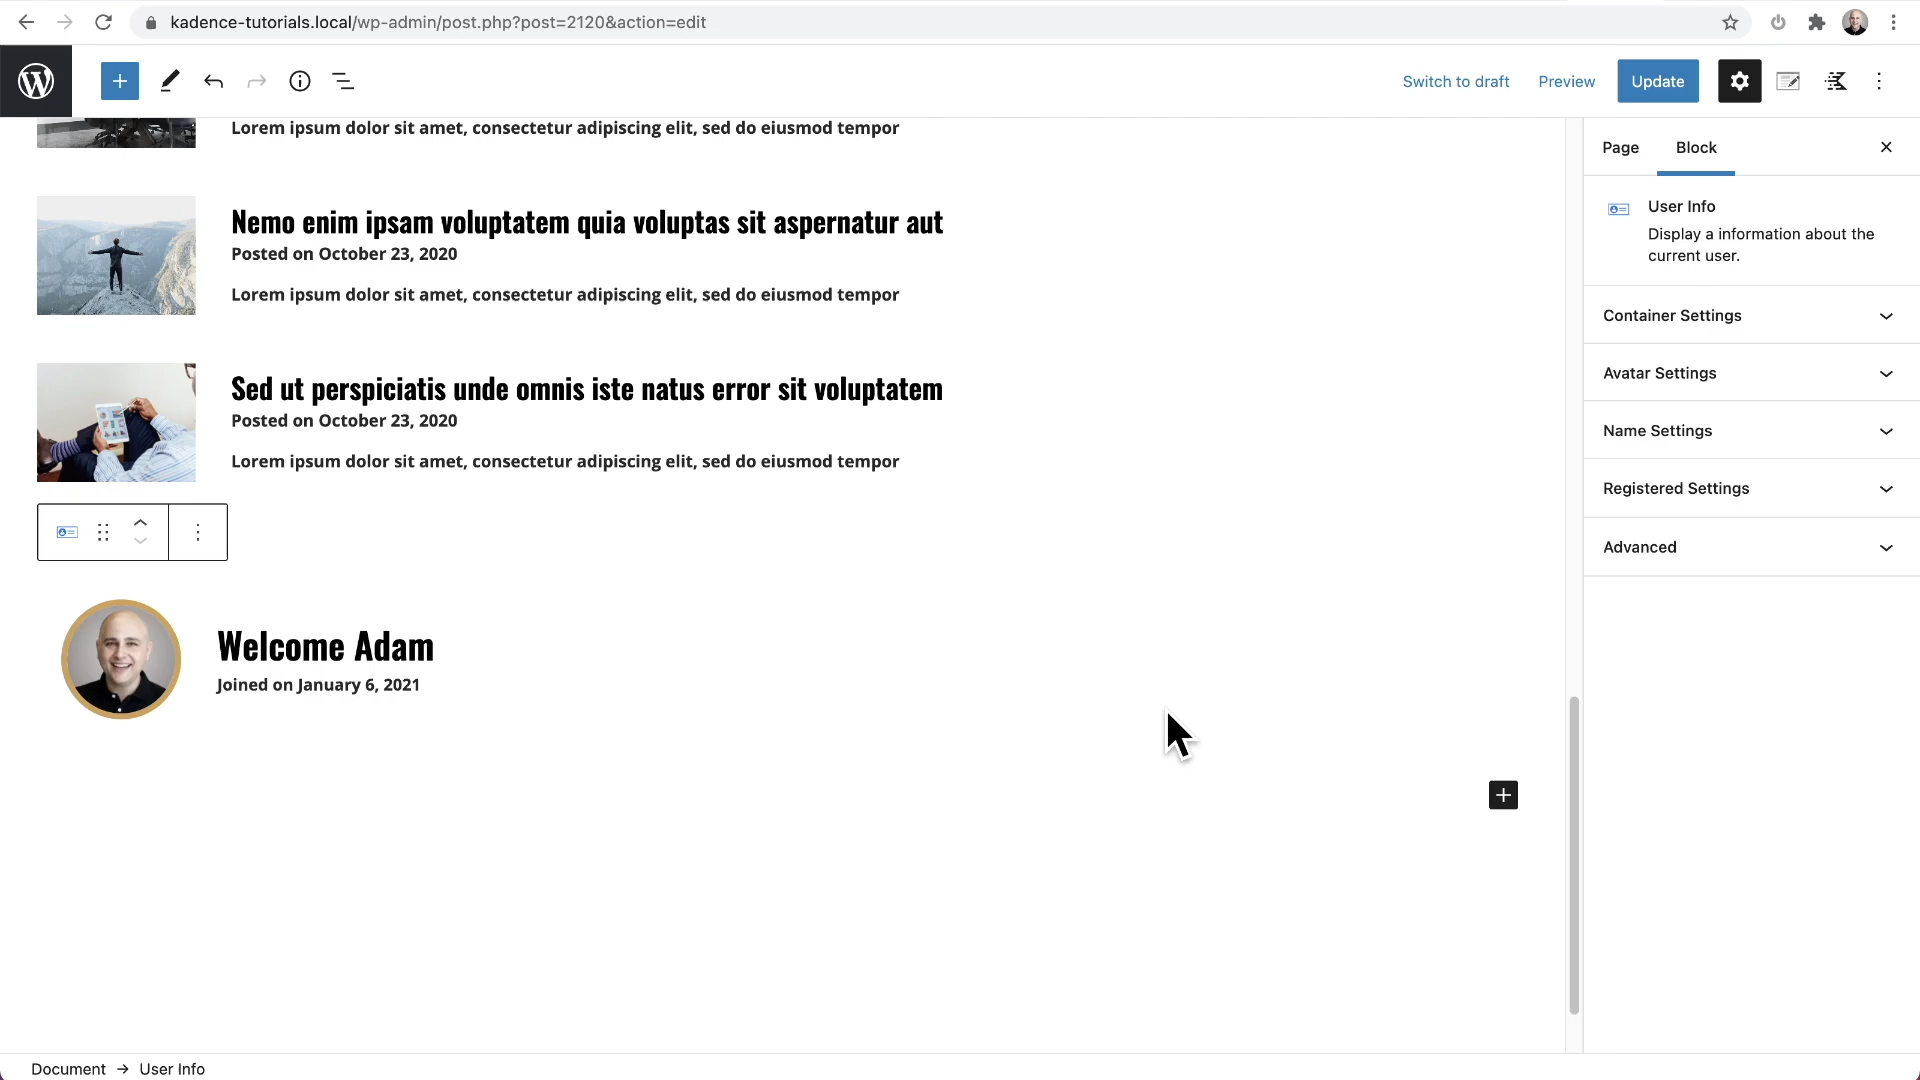 kadence-tutorials.local/wp-admin/post.php?post=2120&action=edit
Switch to draft
Preview
Update
Lorem ipsum dolor sit amet, consectetur adipiscing elit, sed do eiusmod tempor
Nemo enim ipsam voluptatem quia voluptas sit aspernatur aut
Posted on October 23, 2020
Lorem ipsum dolor sit amet, consectetur adipiscing elit, sed do eiusmod tempor
Sed ut perspiciatis unde omnis iste natus error sit voluptatem
Posted on October 23, 2020
Lorem ipsum dolor sit amet, consectetur adipiscing elit, sed do eiusmod tempor
Welcome Adam
Joined on January 6, 2021
Page
Block
User Info
Display a information about the
current user.
Container Settings
Avatar Settings
Name Settings
Registered Settings
Advanced
Document → User Info